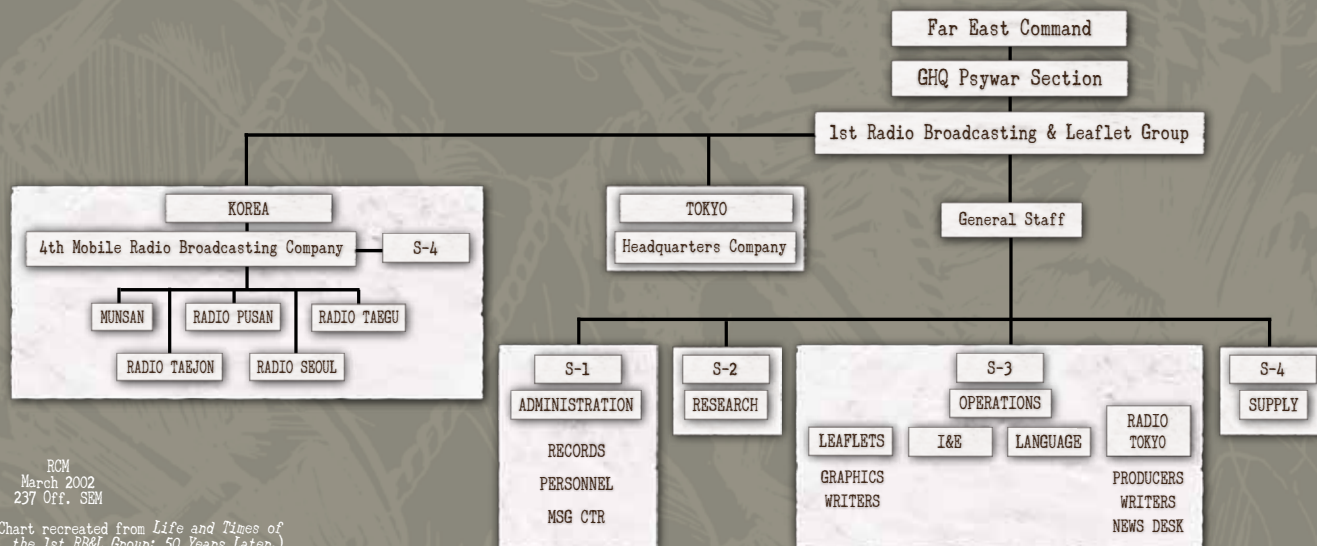 Far East Command
GHQ Psywar Section
1st Radio Broadcasting & Leaflet Group
KOREA
4th Mobile Radio Broadcasting Company
S-4
MUNSAN
RADIO PUSAN
RADIO TAEGU
RADIO TAEJON
RADIO SEOUL
TOKYO
Headquarters Company
General Staff
S-1
ADMINISTRATION
RECORDS
PERSONNEL
MSG CTR
S-2
RESEARCH
S-3
OPERATIONS
LEAFLETS
GRAPHICS
WRITERS
I&E
LANGUAGE
RADIO
TOKYO
PRODUCERS
WRITERS
NEWS DESK
S-4
SUPPLY
RCM
March 2002
237 Off. SEM
Chart recreated from Life and Times of
the 1st RB&L Group: 50 Years Later.)